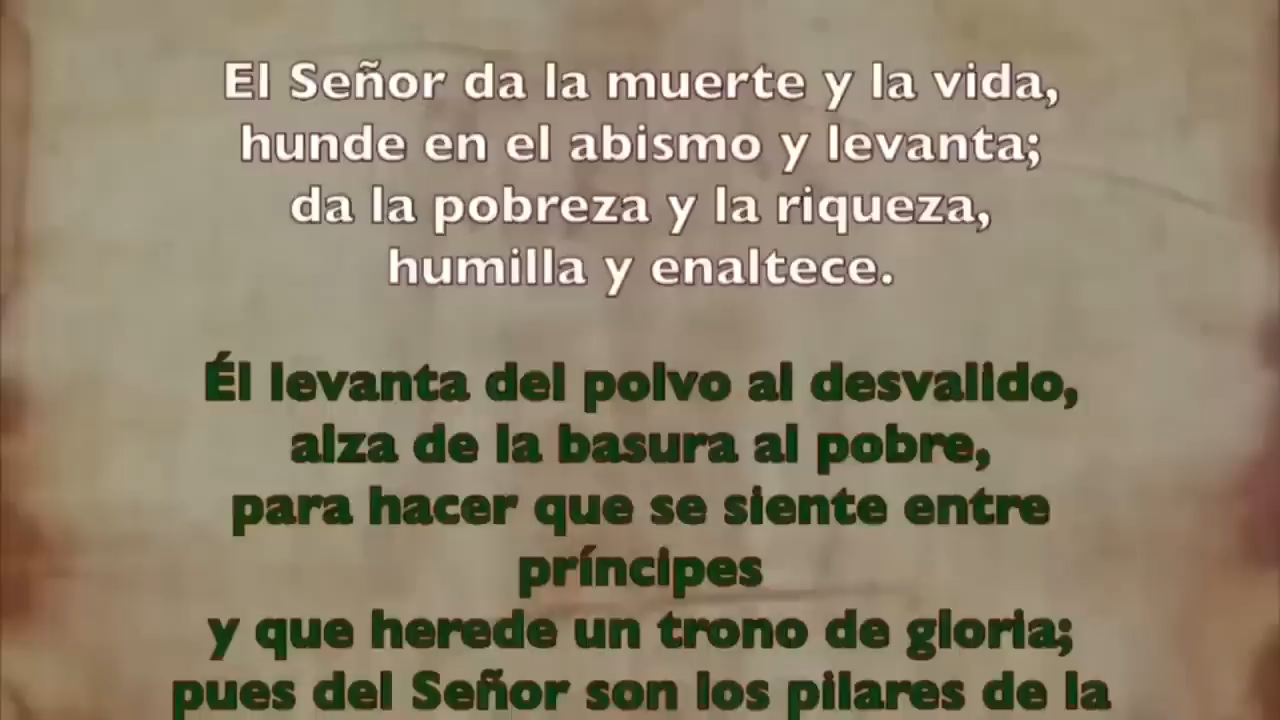 El Señor da la muerte y la vida,
hunde en el abismo y levanta;
da la pobreza y la riqueza,
humilla y enaltece.
Él levanta del polvo al desvalido,
alza de la basura al pobre,
para hacer que se siente entre
príncipes
y que herede un trono de gloria;
pues del Señor son los pilares de la